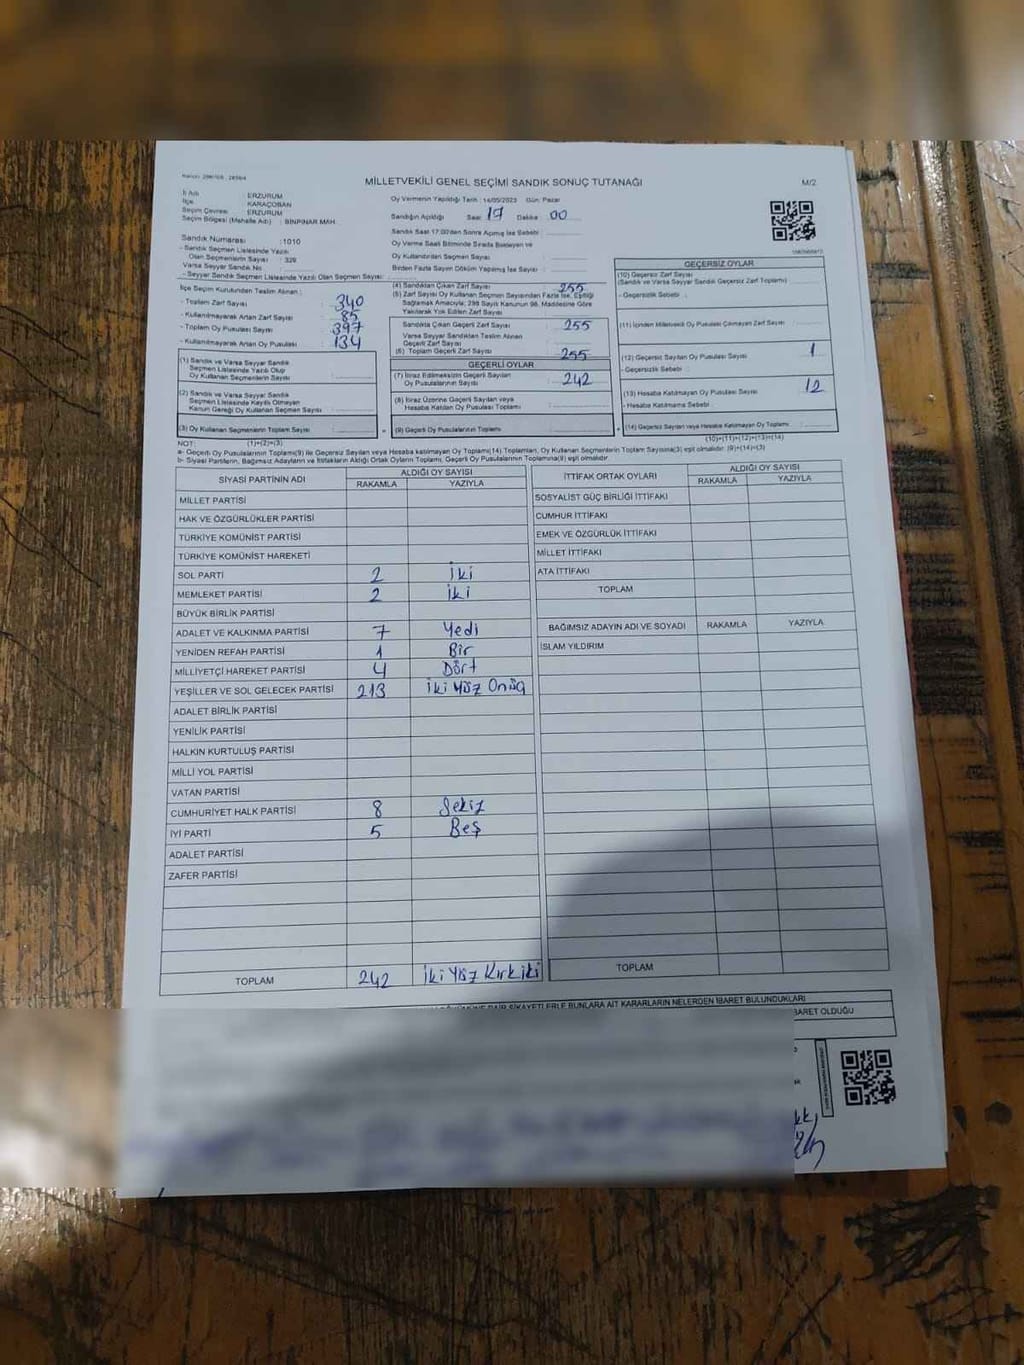 MİLLETVEKİLİ GENEL SEÇİMİ SANDIK SONUÇ TUTANAĞI
M/2
İl Adı : ERZURUM
İlçe : KARAÇOBAN
Seçim Çevresi : ERZURUM
Seçim Bölgesi (Mahalle Adı) : BİNPINAR MAH.
Sandık Numarası : 1010
- Sandık Seçmen Listesinde Yazılı
Olan Seçmenlerin Sayısı : 329
Varsa Seyyar Sandık No :
- Seyyar Sandık Seçmen Listesinde Yazılı Olan Seçmen Sayısı:
Oy Vermenin Yapıldığı Tarih : 14/05/2023 Gün: Pazar
Sandığın Açıldığı Saat 17 Dakika 00
Sandık Saat 17:00'den Sonra Açılmış İse Sebebi :
Oy Verme Saati Bitiminde Sırada Bekleyen ve
Oy Kullandırılan Seçmen Sayısı :
Birden Fazla Sayım Döküm Yapılmış İse Sayısı :
İlçe Seçim Kurulundan Teslim Alınan ;
- Toplam Zarf Sayısı : 340
- Kullanılmayarak Artan Zarf Sayısı : 85
- Toplam Oy Pusulası Sayısı : 397
- Kullanılmayarak Artan Oy Pusulası : 134
(1) Sandık ve Varsa Seyyar Sandık
Seçmen Listesinde Yazılı Olup
Oy Kullanan Seçmenlerin Sayısı :
(2) Sandık ve Varsa Seyyar Sandık
Seçmen Listesinde Kayıtlı Olmayan
Kanun Gereği Oy Kullanan Seçmen Sayısı :
(3) Oy Kullanan Seçmenlerin Toplam Sayısı :
(4) Sandıktan Çıkan Zarf Sayısı : 255
(5) Zarf Sayısı Oy Kullanan Seçmen Sayısından Fazla İse, Eşitliği
Sağlamak Amacıyla; 298 Sayılı Kanunun 98. Maddesine Göre
Yakılarak Yok Edilen Zarf Sayısı :
Sandıkta Çıkan Geçerli Zarf Sayısı : 255
Varsa Seyyar Sandıktan Teslim Alınan
Geçerli Zarf Sayısı :
(6) Toplam Geçerli Zarf Sayısı : 255
GEÇERLİ OYLAR
(7) İtiraz Edilmeksizin Geçerli Sayılan
Oy Pusulalarının Sayısı : 242
(8) İtiraz Üzerine Geçerli Sayılan veya
Hesaba Katılan Oy Pusulası Toplamı :
(9) Geçerli Oy Pusulalarının Toplamı :
GEÇERSİZ OYLAR
(10) Geçersiz Zarf Sayısı
(Sandık ve Varsa Seyyar Sandık Geçersiz Zarf Toplamı)
- Geçersizlik Sebebi :
(11) İçinden Milletvekili Oy Pusulası Çıkmayan Zarf Sayısı :
(12) Geçersiz Sayılan Oy Pusulası Sayısı : 1
- Geçersizlik Sebebi :
(13) Hesaba Katılmayan Oy Pusulası Sayısı : 12
- Hesaba Katılmama Sebebi :
(14) Geçersiz Sayılan veya Hesaba Katılmayan Oy Toplamı :
NOT: (1)+(2)=(3)
(10)+(11)+(12)+(13)=(14)
a- Geçerli Oy Pusulalarının Toplamı(9) ile Geçersiz Sayılan veya Hesaba katılmayan Oy Toplamı(14) Toplamları, Oy Kullanan Seçmenlerin Toplam Sayısına(3) eşit olmalıdır. (9)+(14)=(3)
b- Siyasi Partilerin, Bağımsız Adayların ve İttifakların Aldığı Ortak Oyların Toplamı, Geçerli Oy Pusulalarının Toplamına(9) eşit olmalıdır.
SİYASİ PARTİNİN ADI ALDIĞI OY SAYISI
RAKAMLA YAZIYLA
MİLLET PARTİSİ
HAK VE ÖZGÜRLÜKLER PARTİSİ
TÜRKİYE KOMÜNİST PARTİSİ
TÜRKİYE KOMÜNİST HAREKETİ
SOL PARTİ 2 İki
MEMLEKET PARTİSİ 2 İki
BÜYÜK BİRLİK PARTİSİ
ADALET VE KALKINMA PARTİSİ 7 Yedi
YENİDEN REFAH PARTİSİ 1 Bir
MİLLİYETÇİ HAREKET PARTİSİ 4 Dört
YEŞİLLER VE SOL GELECEK PARTİSİ 213 İki Yüz Onüç
ADALET BİRLİK PARTİSİ
YENİLİK PARTİSİ
HALKIN KURTULUŞ PARTİSİ
MİLLİ YOL PARTİSİ
VATAN PARTİSİ
CUMHURİYET HALK PARTİSİ 8 Sekiz
İYİ PARTİ 5 Beş
ADALET PARTİSİ
ZAFER PARTİSİ
TOPLAM 242 İki Yüz Kırk iki
İTTİFAK ORTAK OYLARI ALDIĞI OY SAYISI
RAKAMLA YAZIYLA
SOSYALİST GÜÇ BİRLİĞİ İTTİFAKI
CUMHUR İTTİFAKI
EMEK VE ÖZGÜRLÜK İTTİFAKI
MİLLET İTTİFAKI
ATA İTTİFAKI
TOPLAM
BAĞIMSIZ ADAYIN ADI VE SOYADI RAKAMLA YAZIYLA
İSLAM YILDIRIM
TOPLAM
ŞİKAYETLERLE BUNLARA AİT KARARLARIN NELERDEN İBARET BULUNDUKLARI
İBARET OLDUĞU